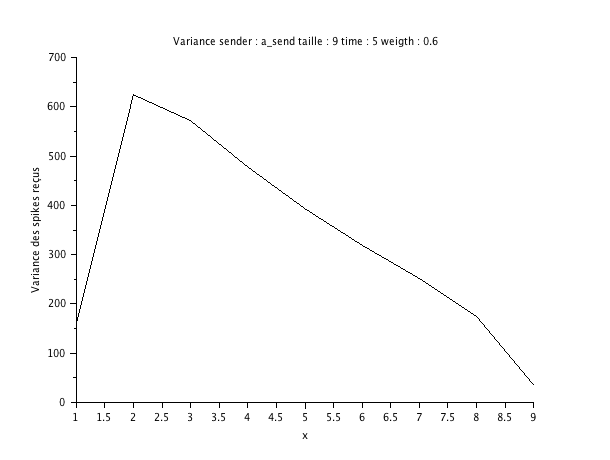 Variance sender : a_send taille : 9 time : 5 weigth : 0.6
Variance des spikes reçus
700
600
500
400
300
200
100
0
1 1.5 2 2.5 3 3.5 4 4.5 5 5.5 6 6.5 7 7.5 8 8.5 9
x